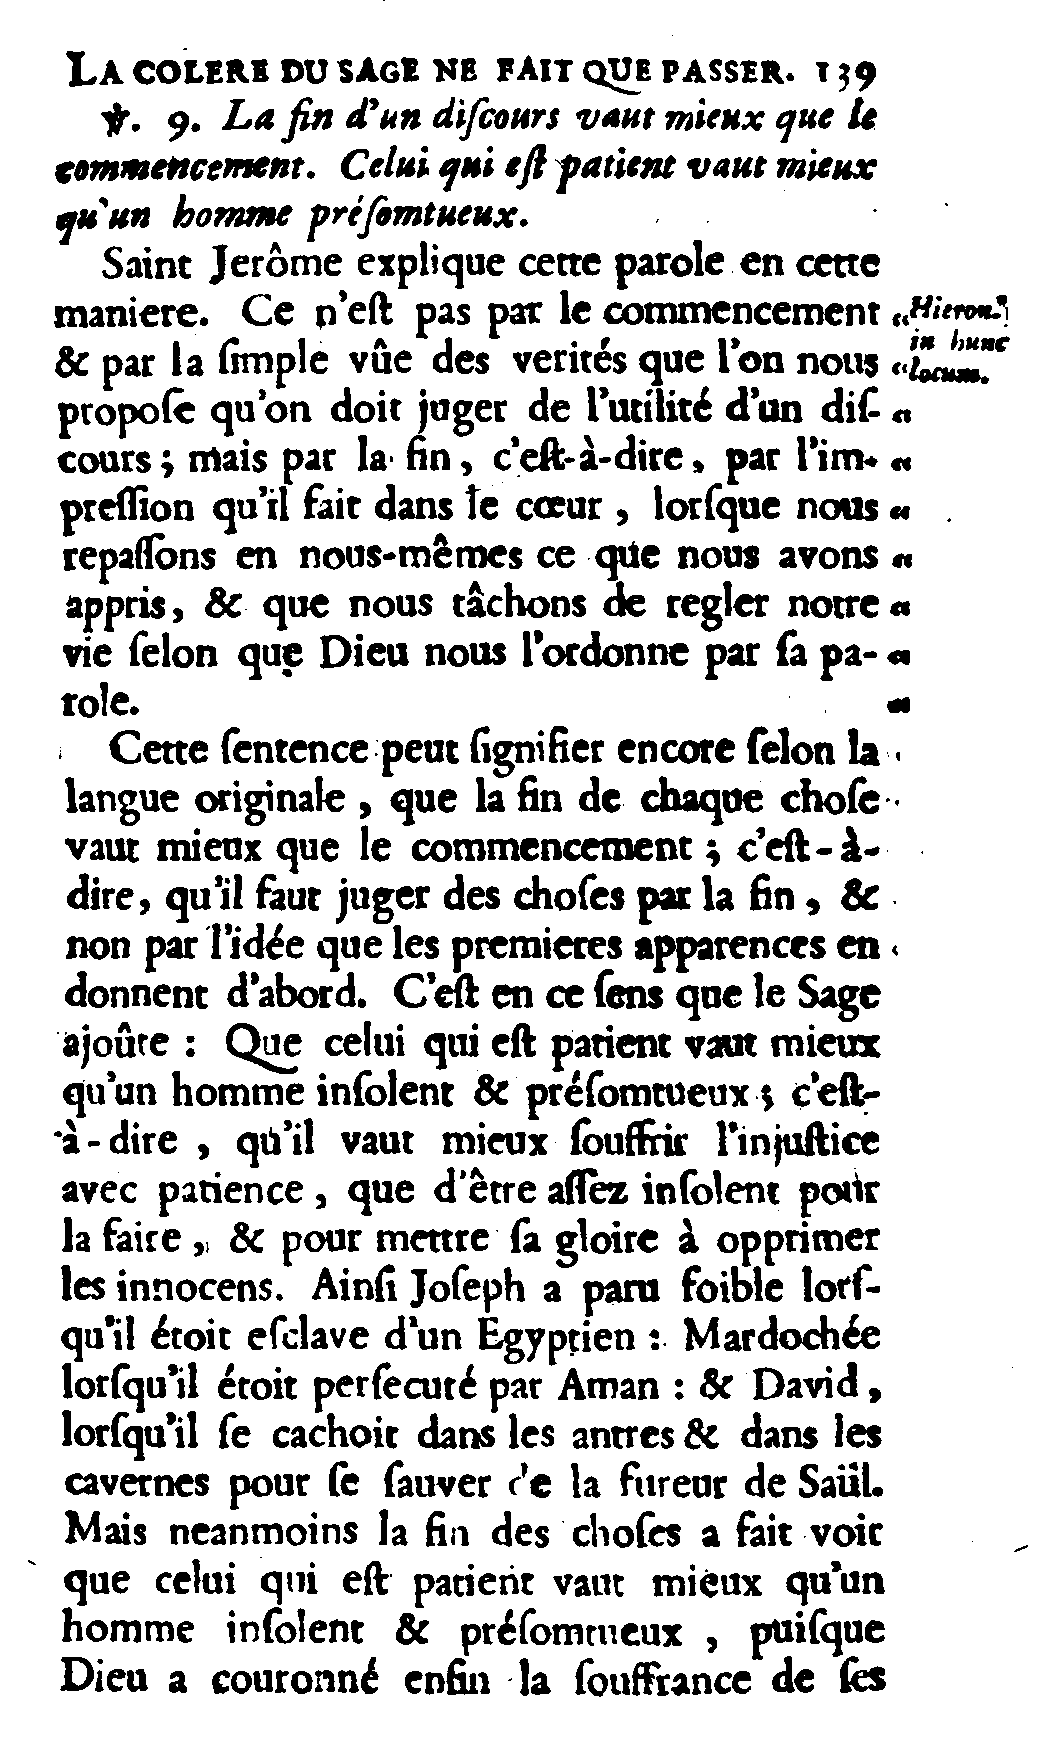 LA COLERE DU SAGE NE FAIT QUE PASSER. 139
℣. 9. La fin d'un diſcours vaut mieux que le
commencement. Celui qui eſt patient vaut mieux
qu'un homme préſomtueux.
Saint Jerôme explique cette parole en cette
maniere. Ce n'eſt pas par le commencement „Hieron.
& par la ſimple vûe des verités que l'on nous “in hunc
locum.
propoſe qu'on doit juger de l'utilité d'un diſ- “
cours ; mais par la fin, c'eſt-à-dire, par l'im- “
preſſion qu'il fait dans le cœur, lorſque nous “
repaſſons en nous-mêmes ce que nous avons “
appris, & que nous tâchons de regler notre “
vie ſelon que Dieu nous l'ordonne par ſa pa- “
role. “
Cette ſentence peut ſignifier encore ſelon la
langue originale, que la fin de chaque choſe
vaut mieux que le commencement ; c'eſt-à-
dire, qu'il faut juger des choſes par la fin, &
non par l'idée que les premieres apparences en
donnent d'abord. C'eſt en ce ſens que le Sage
ajoûte : Que celui qui eſt patient vaut mieux
qu'un homme inſolent & préſomtueux ; c'eſt-
à-dire, qu'il vaut mieux ſouffrir l'injuſtice
avec patience, que d'être aſſez inſolent pour
la faire, & pour mettre ſa gloire à opprimer
les innocens. Ainſi Joſeph a paru foible lorſ-
qu'il étoit eſclave d'un Egyptien : Mardochée
lorſqu'il étoit perſecuté par Aman : & David,
lorſqu'il ſe cachoit dans les antres & dans les
cavernes pour ſe ſauver de la fureur de Saül.
Mais neanmoins la fin des choſes a fait voir
que celui qui eſt patient vaut mieux qu'un
homme inſolent & préſomtueux, puiſque
Dieu a couronné enfin la ſouffrance de ſes